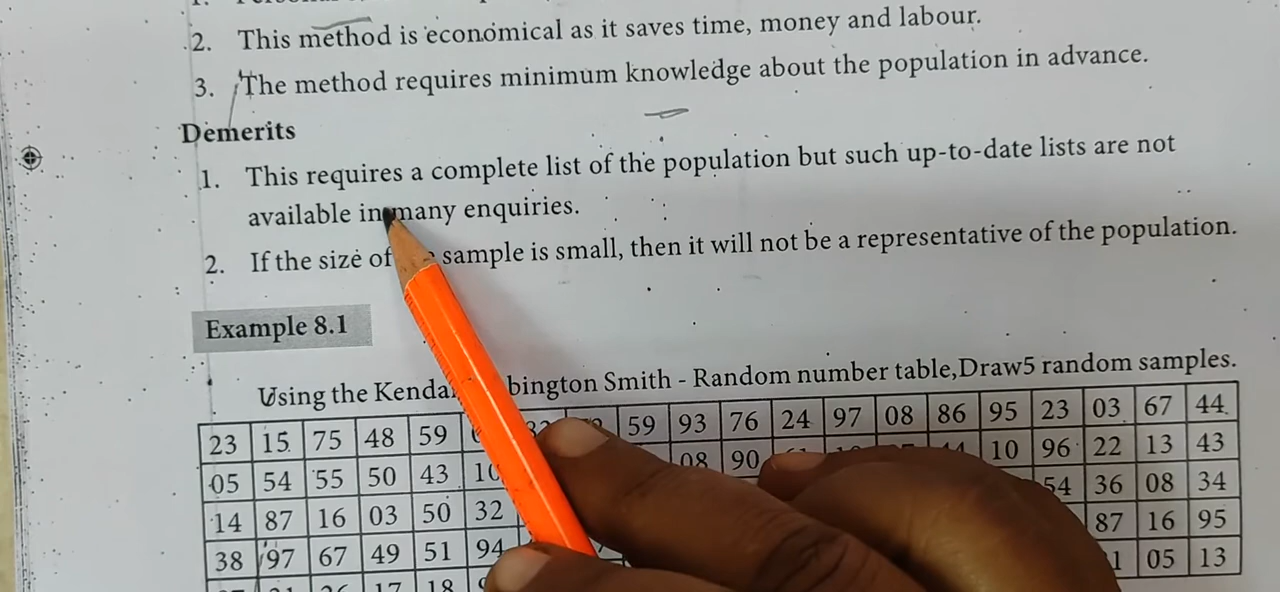 2. This method is economical as it saves time, money and labour.
3. The method requires minimum knowledge about the population in advance.
Demerits
1. This requires a complete list of the population but such up-to-date lists are not
available in many enquiries.
2. If the size of sample is small, then it will not be a representative of the population.
Example 8.1
Using the bington Smith - Random number table,Draw5 random samples.
23 15 75 48 59 59 93 76 24 97 08 86 95 23 03 67 44
05 54 55 50 43 08 90 10 96 22 13 43
14 87 16 03 50 32 54 36 08 34
38 97 67 49 51 94 87 16 95
05 13
17 18